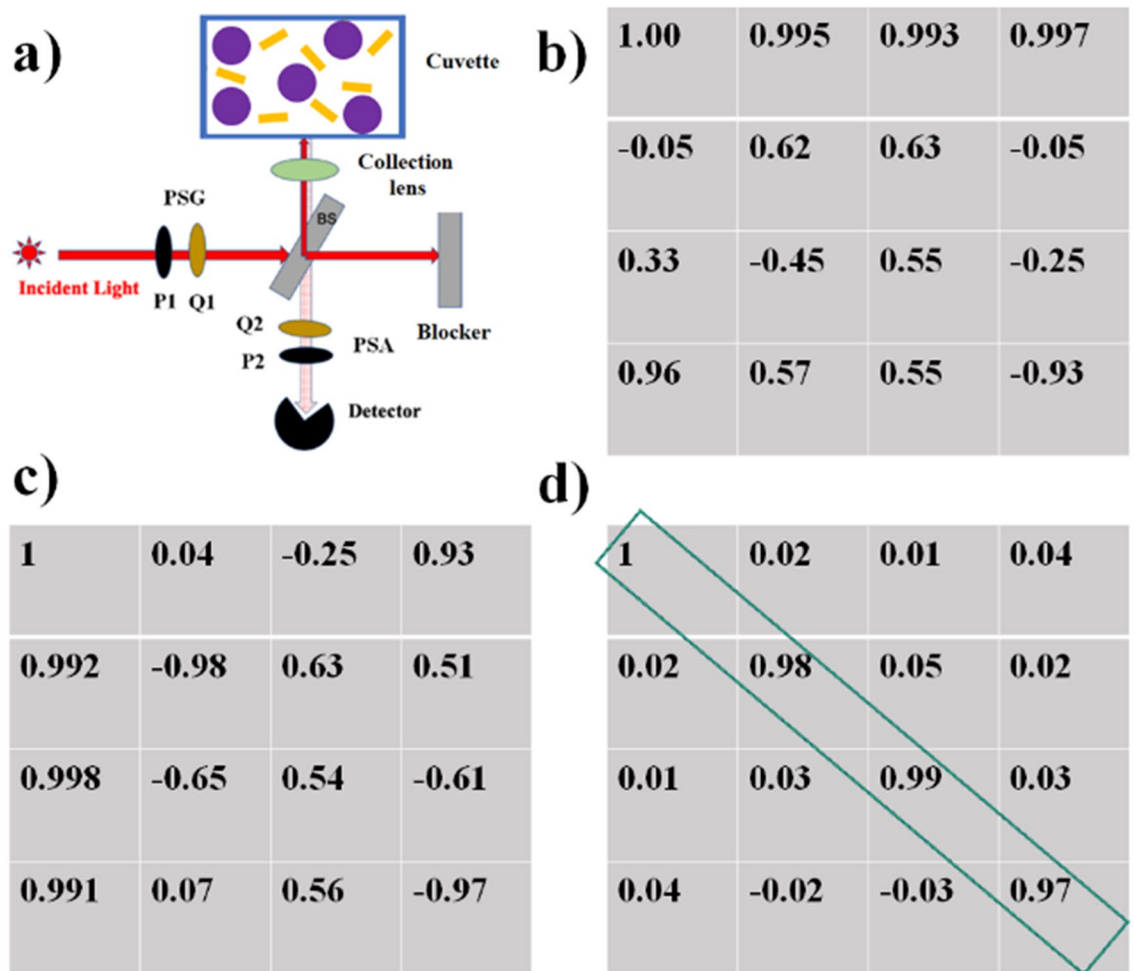 a)
Cuvette
Collection
lens
PSG
BS
Incident Light
P1 Q1
Q2
PSA
P2
Blocker
Detector
b)
1.00 0.995 0.993 0.997
-0.05 0.62 0.63 -0.05
0.33 -0.45 0.55 -0.25
0.96 0.57 0.55 -0.93
c)
1 0.04 -0.25 0.93
0.992 -0.98 0.63 0.51
0.998 -0.65 0.54 -0.61
0.991 0.07 0.56 -0.97
d)
1 0.02 0.01 0.04
0.02 0.98 0.05 0.02
0.01 0.03 0.99 0.03
0.04 -0.02 -0.03 0.97